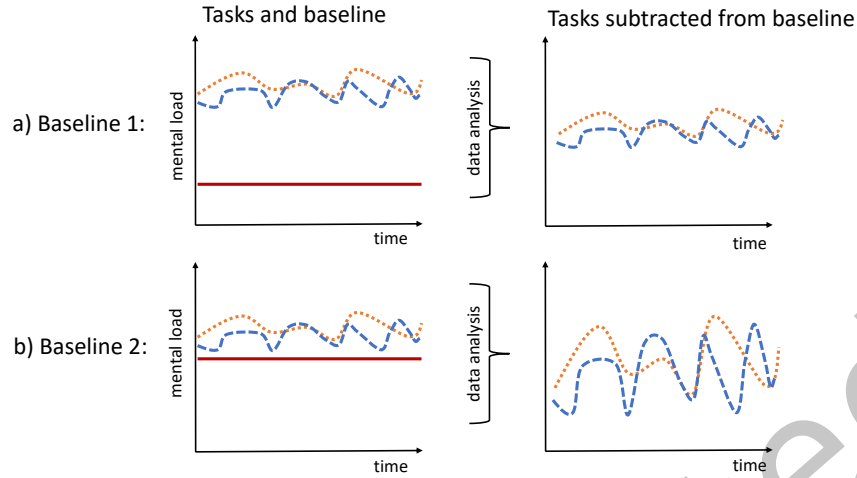 Tasks and baseline
Tasks subtracted from baseline
a) Baseline 1:
mental load
time
data analysis
time
b) Baseline 2:
mental load
time
data analysis
time